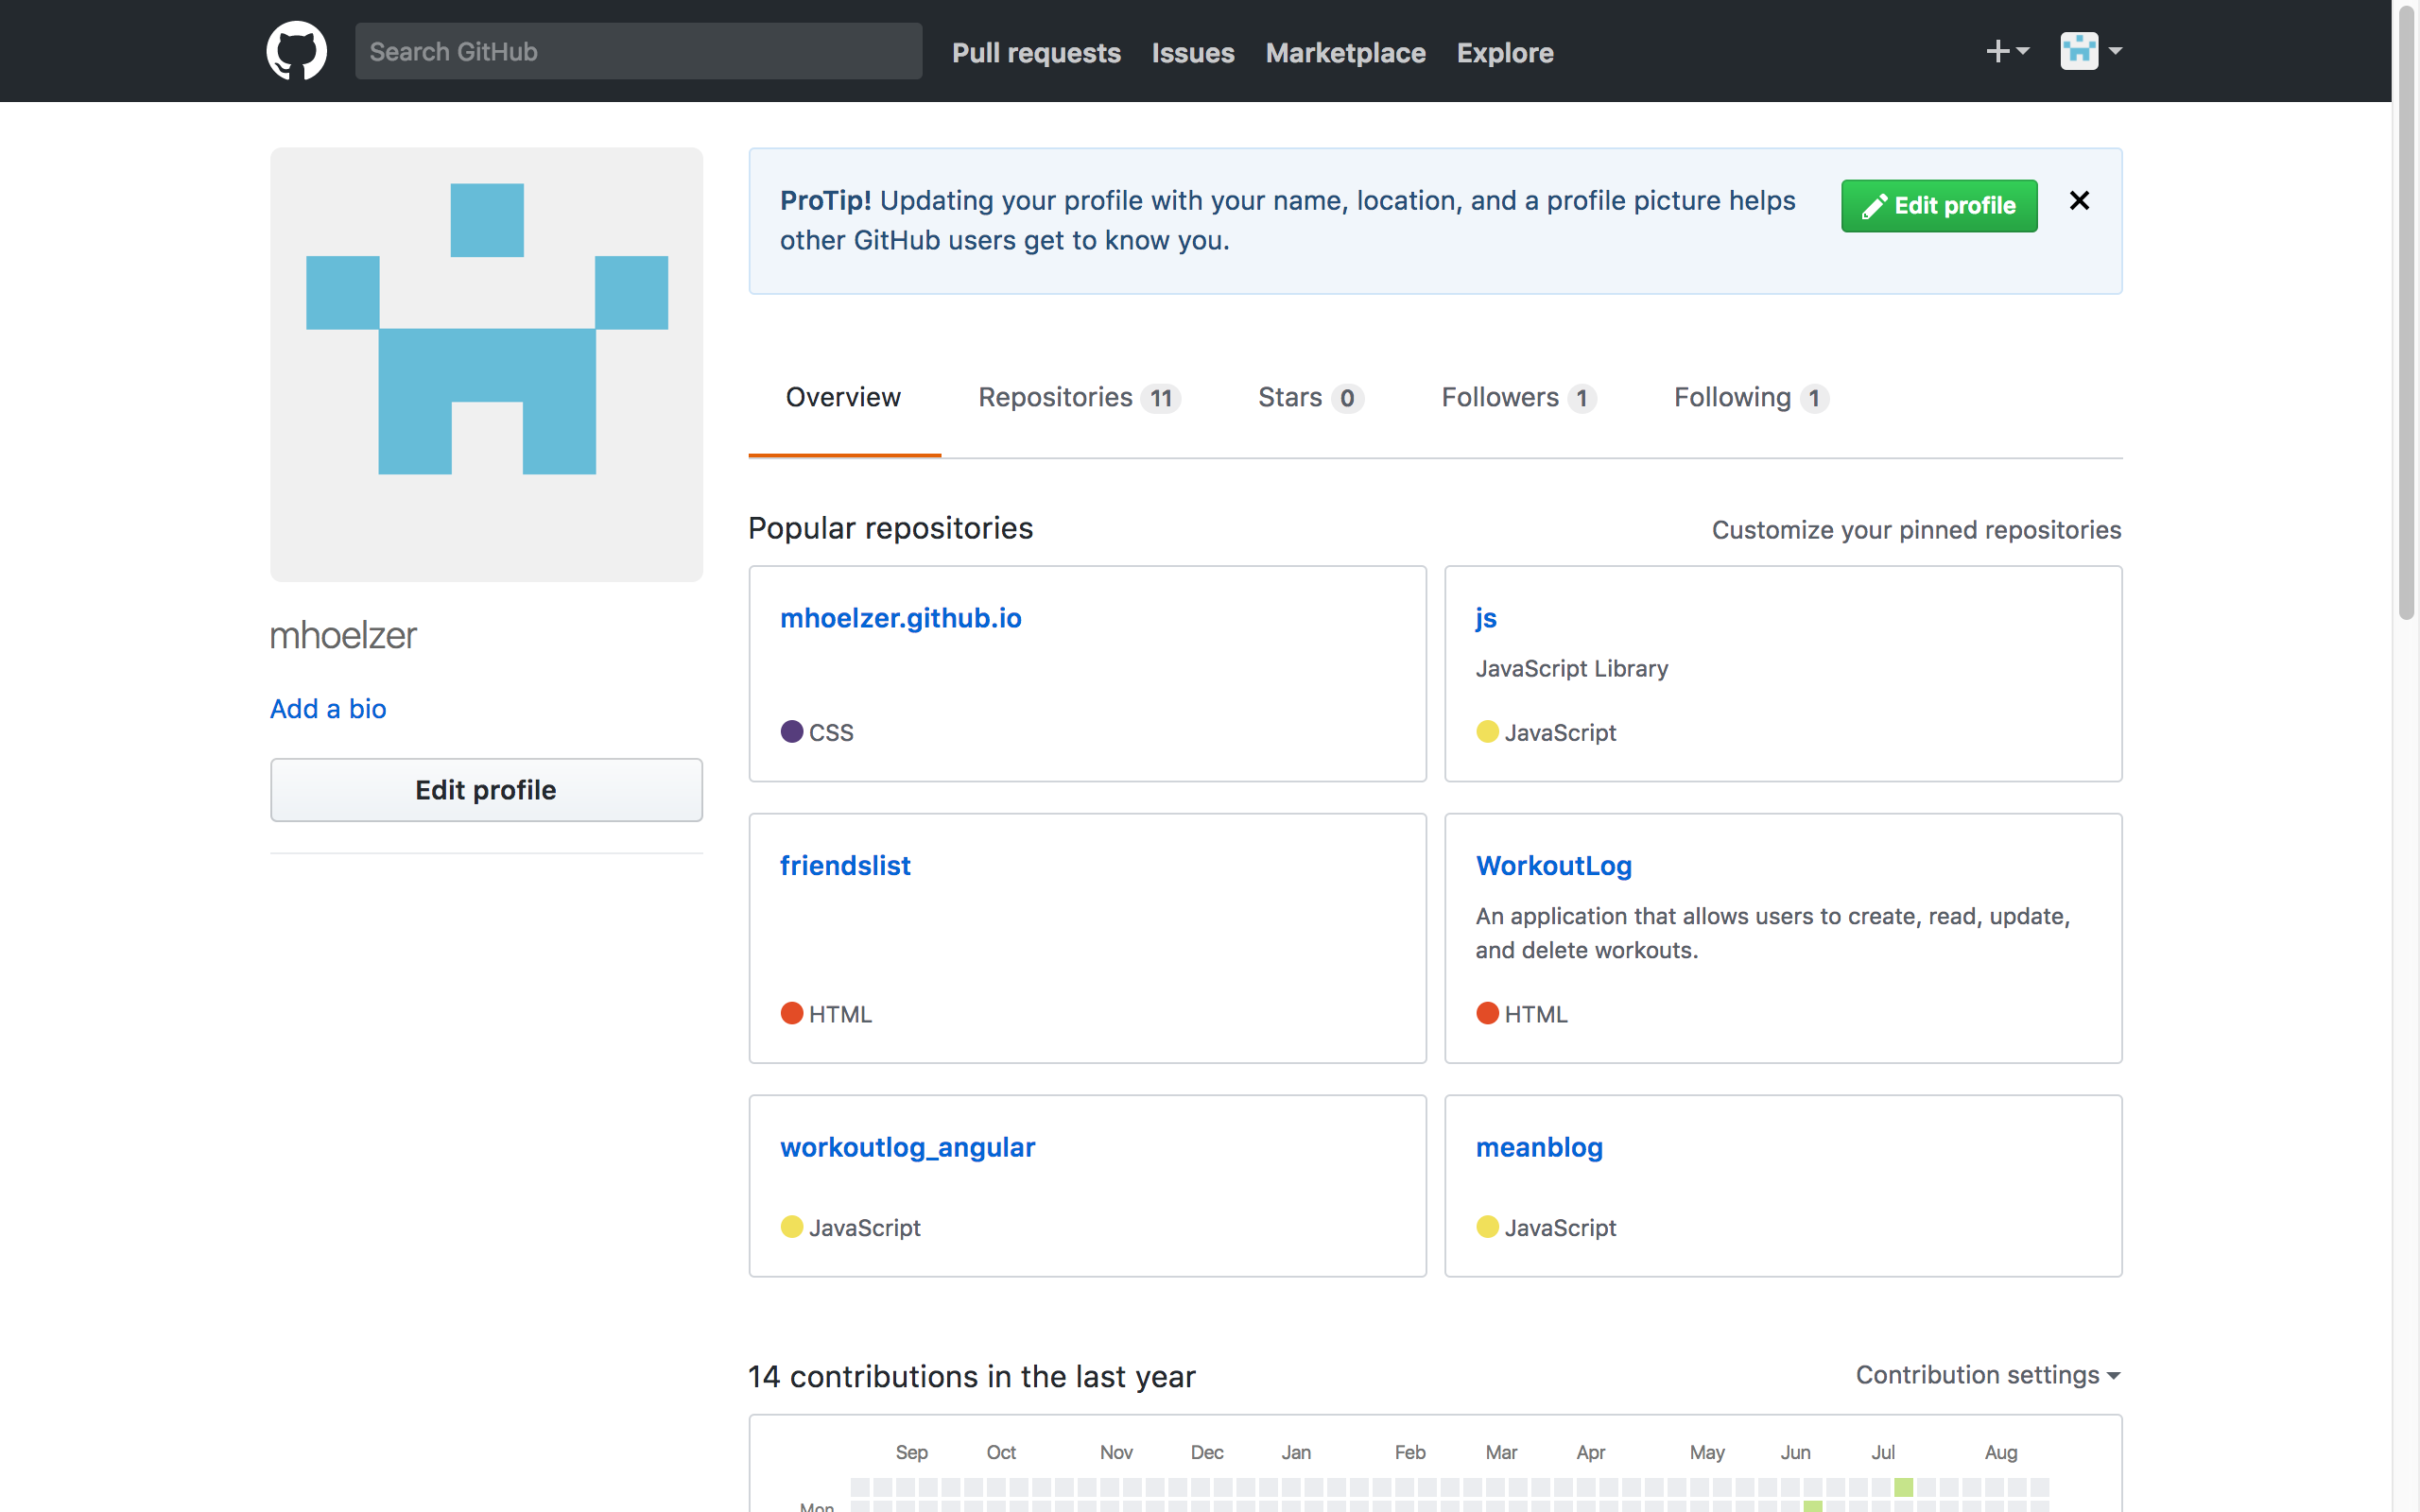 Search GitHub
Pull requests Issues Marketplace Explore
ProTip! Updating your profile with your name, location, and a profile picture helps
other GitHub users get to know you.
Edit profile
Overview Repositories 11 Stars 0 Followers 1 Following 1
mhoelzer
Add a bio
Edit profile
Popular repositories
Customize your pinned repositories
mhoelzer.github.io
CSS
js
JavaScript Library
JavaScript
friendslist
HTML
WorkoutLog
An application that allows users to create, read, update,
and delete workouts.
HTML
workoutlog_angular
JavaScript
meanblog
JavaScript
14 contributions in the last year
Contribution settings
Sep Oct Nov Dec Jan Feb Mar Apr May Jun Jul Aug
Mon